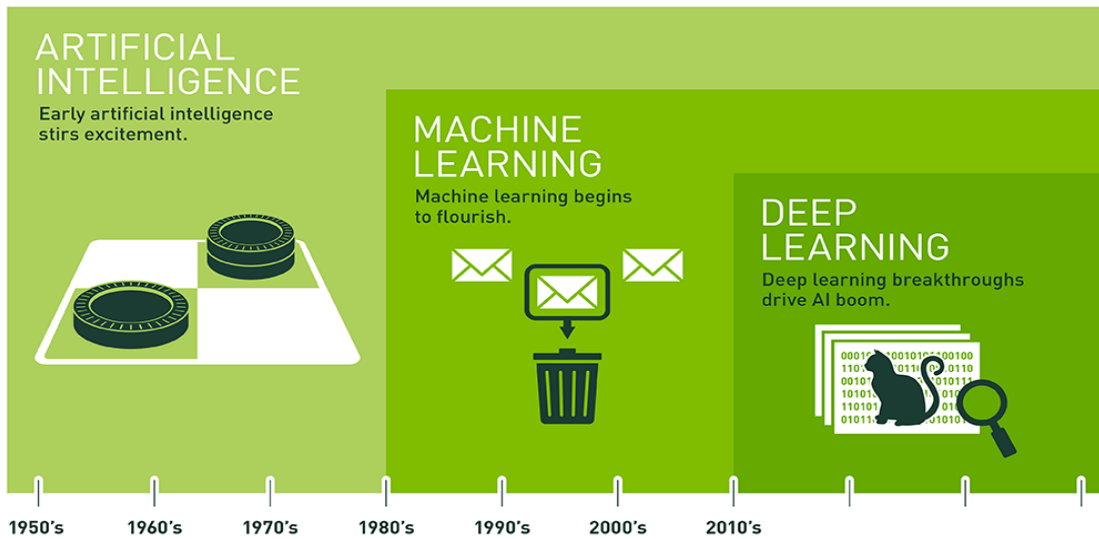 ARTIFICIAL
INTELLIGENCE
Early artificial intelligence
stirs excitement.
MACHINE
LEARNING
Machine learning begins
to flourish.
DEEP
LEARNING
Deep learning breakthroughs
drive AI boom.
1950's 1960's 1970's 1980's 1990's 2000's 2010's